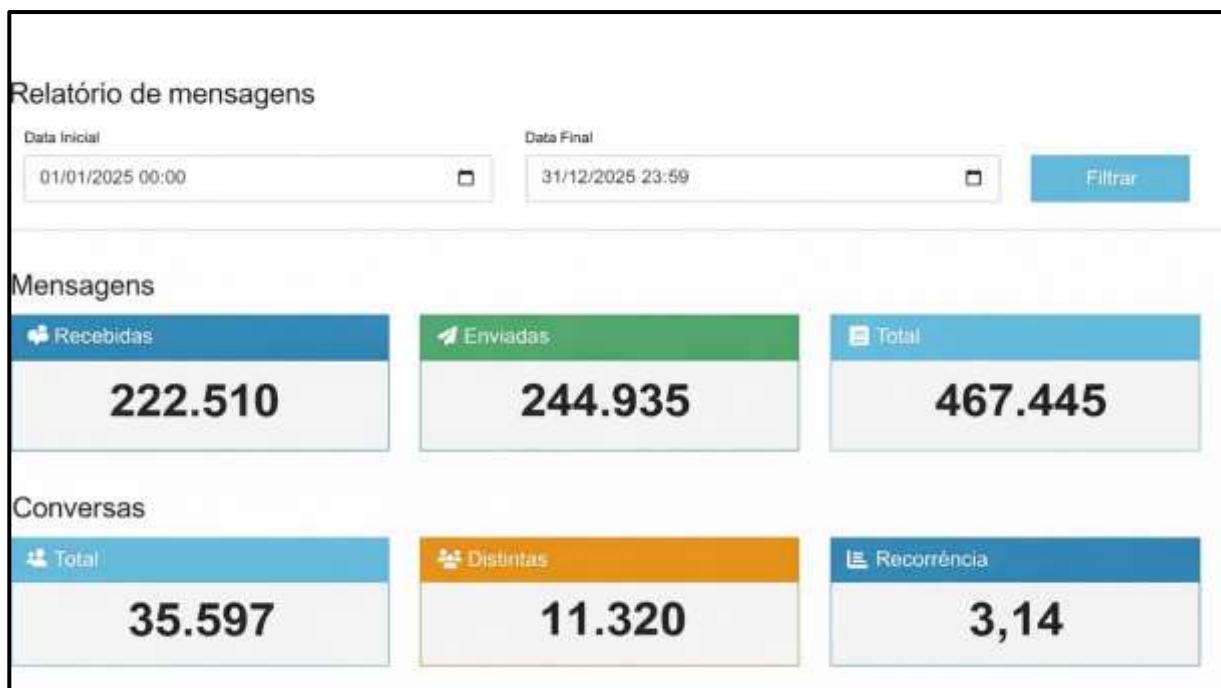 Relatório de mensagens
Data Inicial Data Final
01/01/2025 00:00 31/12/2025 23:59 Filtrar
Mensagens
Recebidas Enviadas Total
222.510 244.935 467.445
Conversas
Total Distintas Recorrência
35.597 11.320 3,14